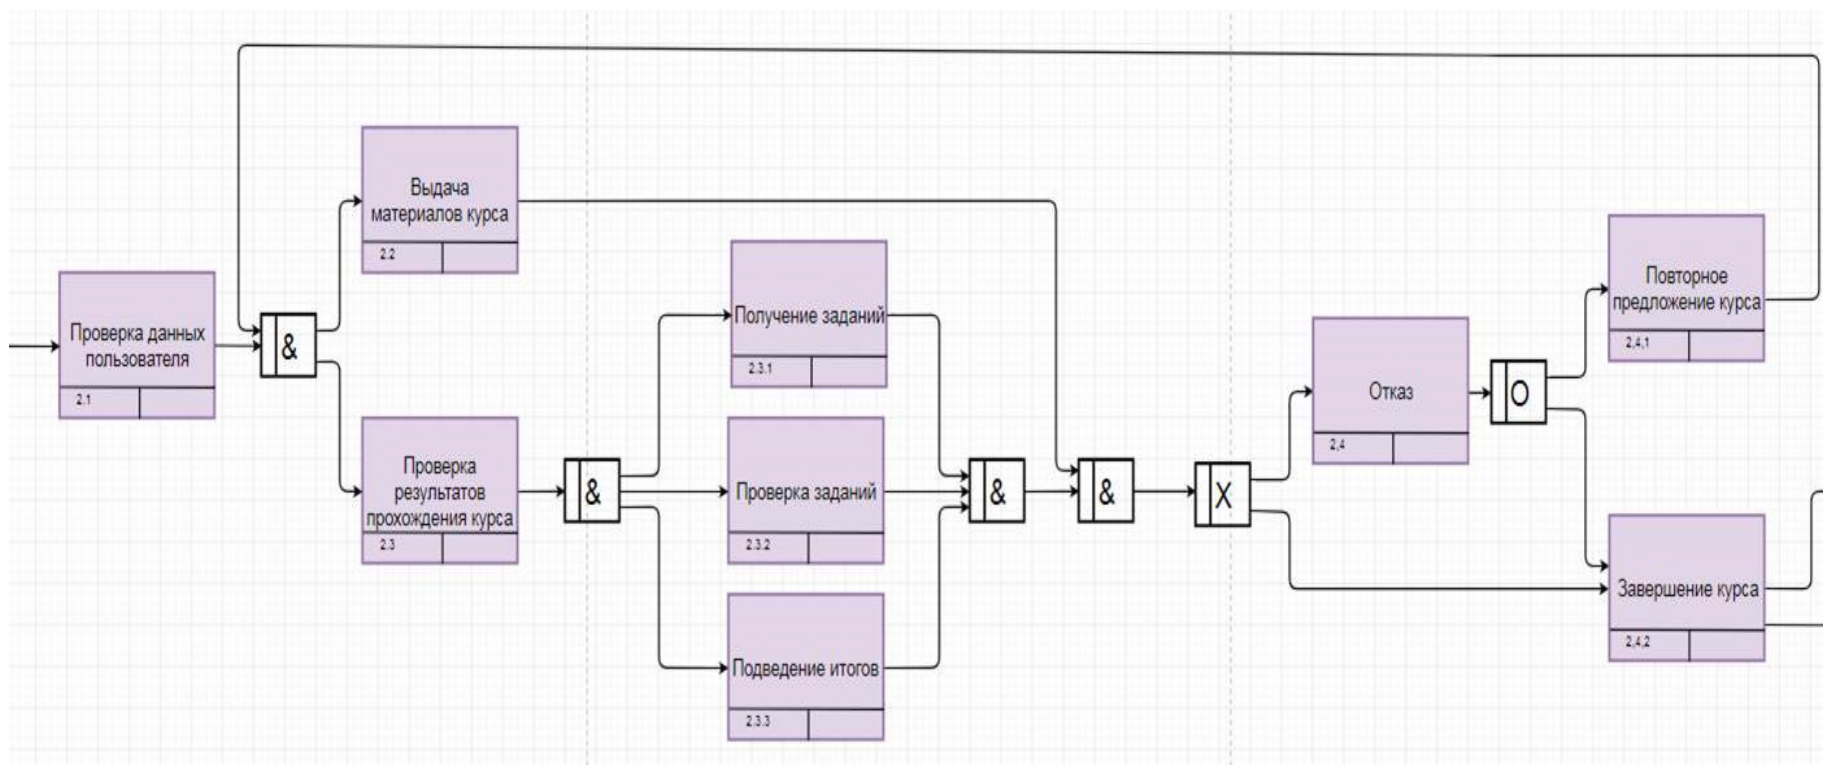 Проверка данных
пользователя
2.1
&
Выдача
материалов курса
2.2
Проверка
результатов
прохождения курса
2.3
&
Получение заданий
2.3.1
Проверка заданий
2.3.2
Подведение итогов
2.3.3
&
&
X
Отказ
2,4
O
Повторное
предложение курса
2,4,1
Завершение курса
2,4,2